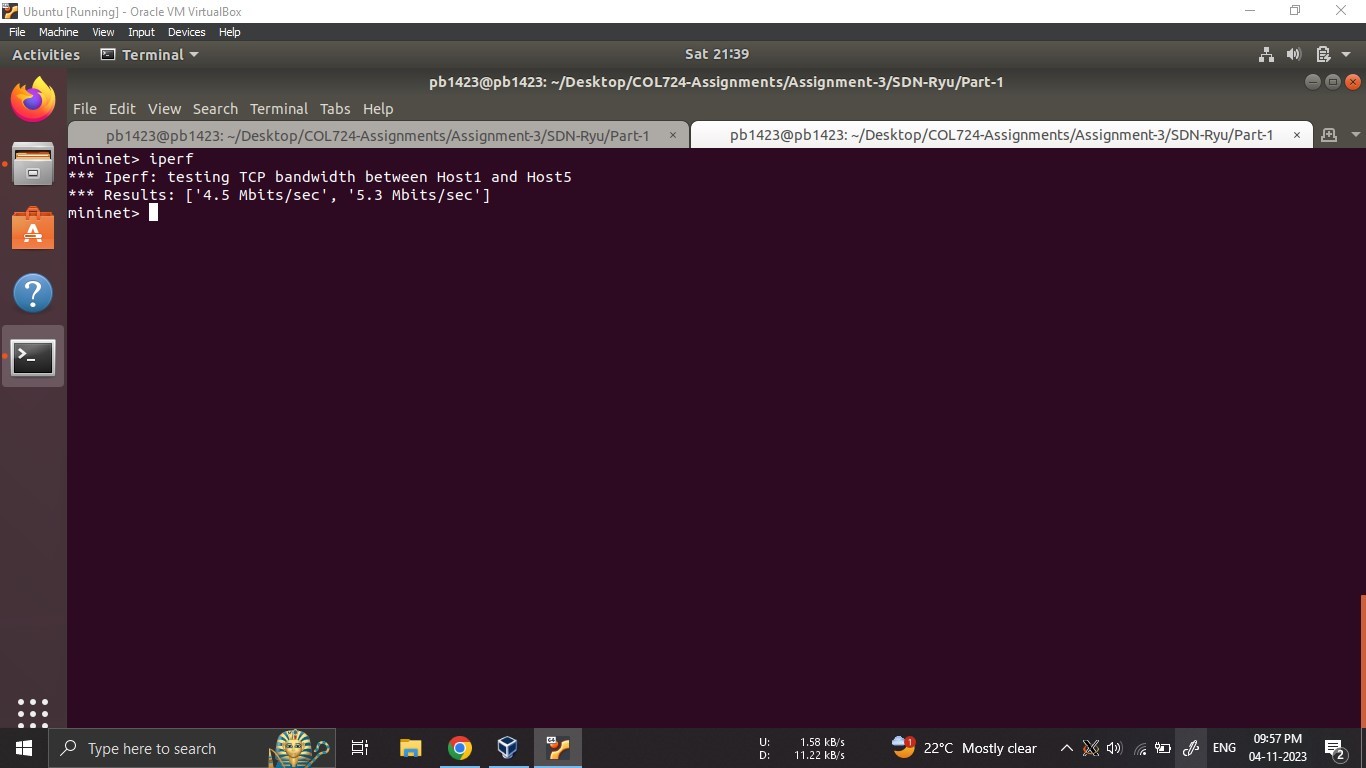 Ubuntu [Running] - Oracle VM VirtualBox
File Machine View Input Devices Help
Activities Terminal Sat 21:39
pb1423@pb1423: ~/Desktop/COL724-Assignments/Assignment-3/SDN-Ryu/Part-1
File Edit View Search Terminal Tabs Help
pb1423@pb1423: ~/Desktop/COL724-Assignments/Assignment-3/SDN-Ryu/Part-1 × pb1423@pb1423: ~/Desktop/COL724-Assignments/Assignment-3/SDN-Ryu/Part-1 ×
mininet> iperf
*** Iperf: testing TCP bandwidth between Host1 and Host5
*** Results: ['4.5 Mbits/sec', '5.3 Mbits/sec']
mininet>
Type here to search
U: 1.58 kB/s
D: 11.22 kB/s
1
22°C Mostly clear
ENG
09:57 PM
04-11-2023
2